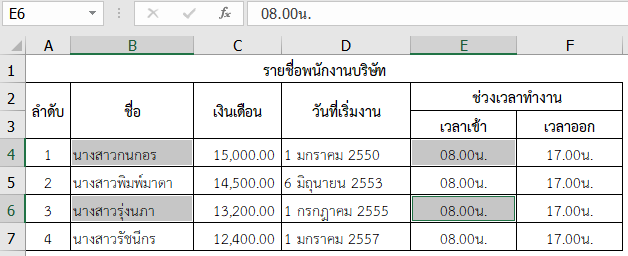 E6 fx 08.00น.
A B C D E F
1 รายชื่อพนักงานบริษัท
2 ลำดับ ชื่อ เงินเดือน วันที่เริ่มงาน ช่วงเวลาทำงาน
3 เวลาเข้า เวลาออก
4 1 นางสาวกนกอร 15,000.00 1 มกราคม 2550 08.00น. 17.00น.
5 2 นางสาวพิมพ์มาดา 14,500.00 6 มิถุนายน 2553 08.00น. 17.00น.
6 3 นางสาวรุ่งนภา 13,200.00 1 กรกฎาคม 2555 08.00น. 17.00น.
7 4 นางสาวรัชนีกร 12,400.00 1 มกราคม 2557 08.00น. 17.00น.